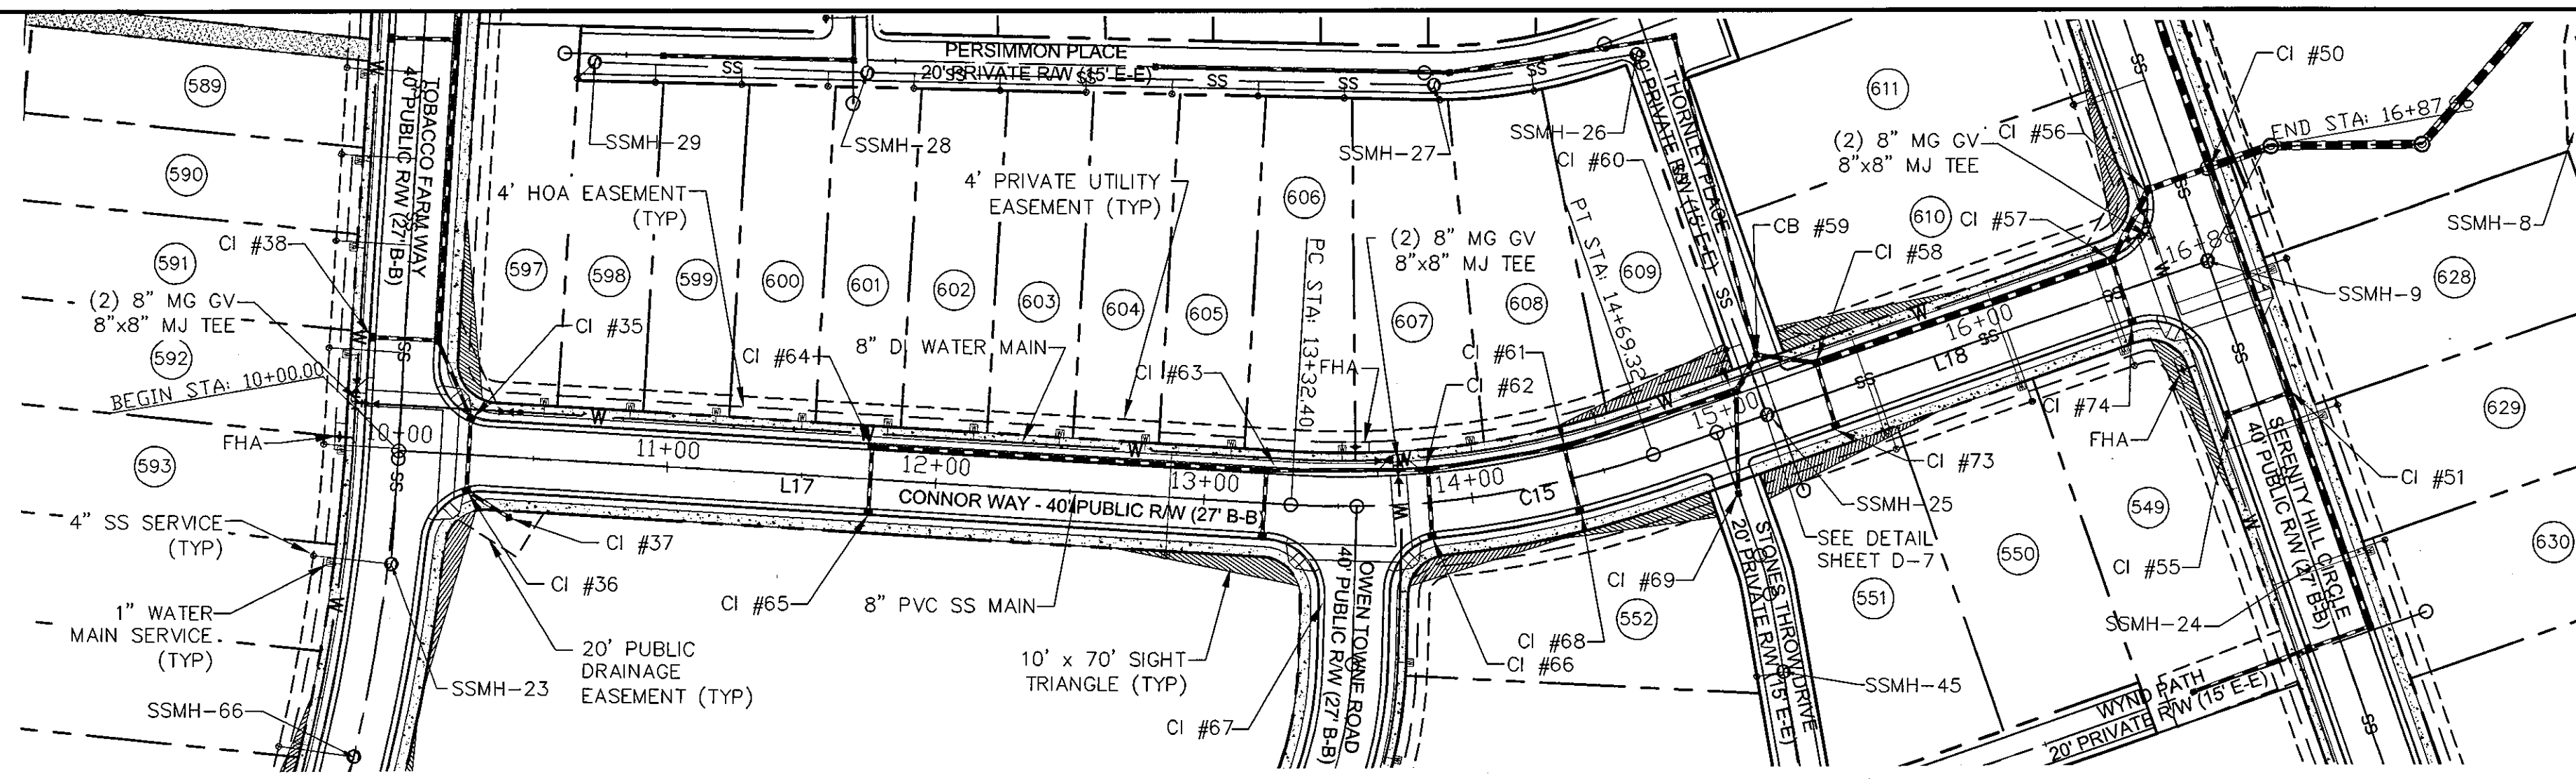 PERSIMMON PLACE
20' PRIVATE R/W (15' E-E)
SS
SS
SS
SS
SS
TOBACCO FARM WAY
40' PUBLIC R/W (27' B-B)
THORNLEY PLACE
20' PRIVATE R/W (15' E-E)
589
590
591
592
593
SSMH-29
SSMH-28
SSMH-27
SSMH-26
CI #60
611
(2) 8" MG GV
8"x8" MJ TEE
CI #56
CI #50
END STA: 16+87.66
SSMH-8
4' HOA EASEMENT
(TYP)
4' PRIVATE UTILITY
EASEMENT (TYP)
606
PC STA: 13+32.40
PT STA: 14+69.32
CI #38
(2) 8" MG GV
8"x8" MJ TEE
BEGIN STA: 10+00.00
597
598
599
600
601
602
603
604
605
607
608
609
610
CI #57
CB #59
CI #58
(2) 8" MG GV
8"x8" MJ TEE
FHA
628
SSMH-9
CI #35
CI #64
8" DI WATER MAIN
CI #63
CI #61
CI #62
W
W
W
W
W
W
SS
SS
SS
10+00
11+00
12+00
13+00
14+00
15+00
16+00
L17
C15
L18
CONNOR WAY - 40' PUBLIC R/W (27' B-B)
FHA
4" SS SERVICE
(TYP)
1" WATER
MAIN SERVICE
(TYP)
SSMH-66
SSMH-23
CI #37
CI #36
20' PUBLIC
DRAINAGE
EASEMENT (TYP)
CI #65
8" PVC SS MAIN
10' x 70' SIGHT
TRIANGLE (TYP)
CI #67
OWEN TOWNE ROAD
40' PUBLIC R/W (27' B-B)
CI #66
CI #68
CI #69
552
STONES THROW DRIVE
20' PRIVATE R/W (15' E-E)
SSMH-45
551
550
549
SEE DETAIL
SHEET D-7
SSMH-25
CI #73
CI #74
FHA
CI #55
SSMH-24
SERENITY HILL CIRCLE
40' PUBLIC R/W (27' B-B)
CI #51
629
630
WYND PATH
20' PRIVATE R/W (15' E-E)
SS